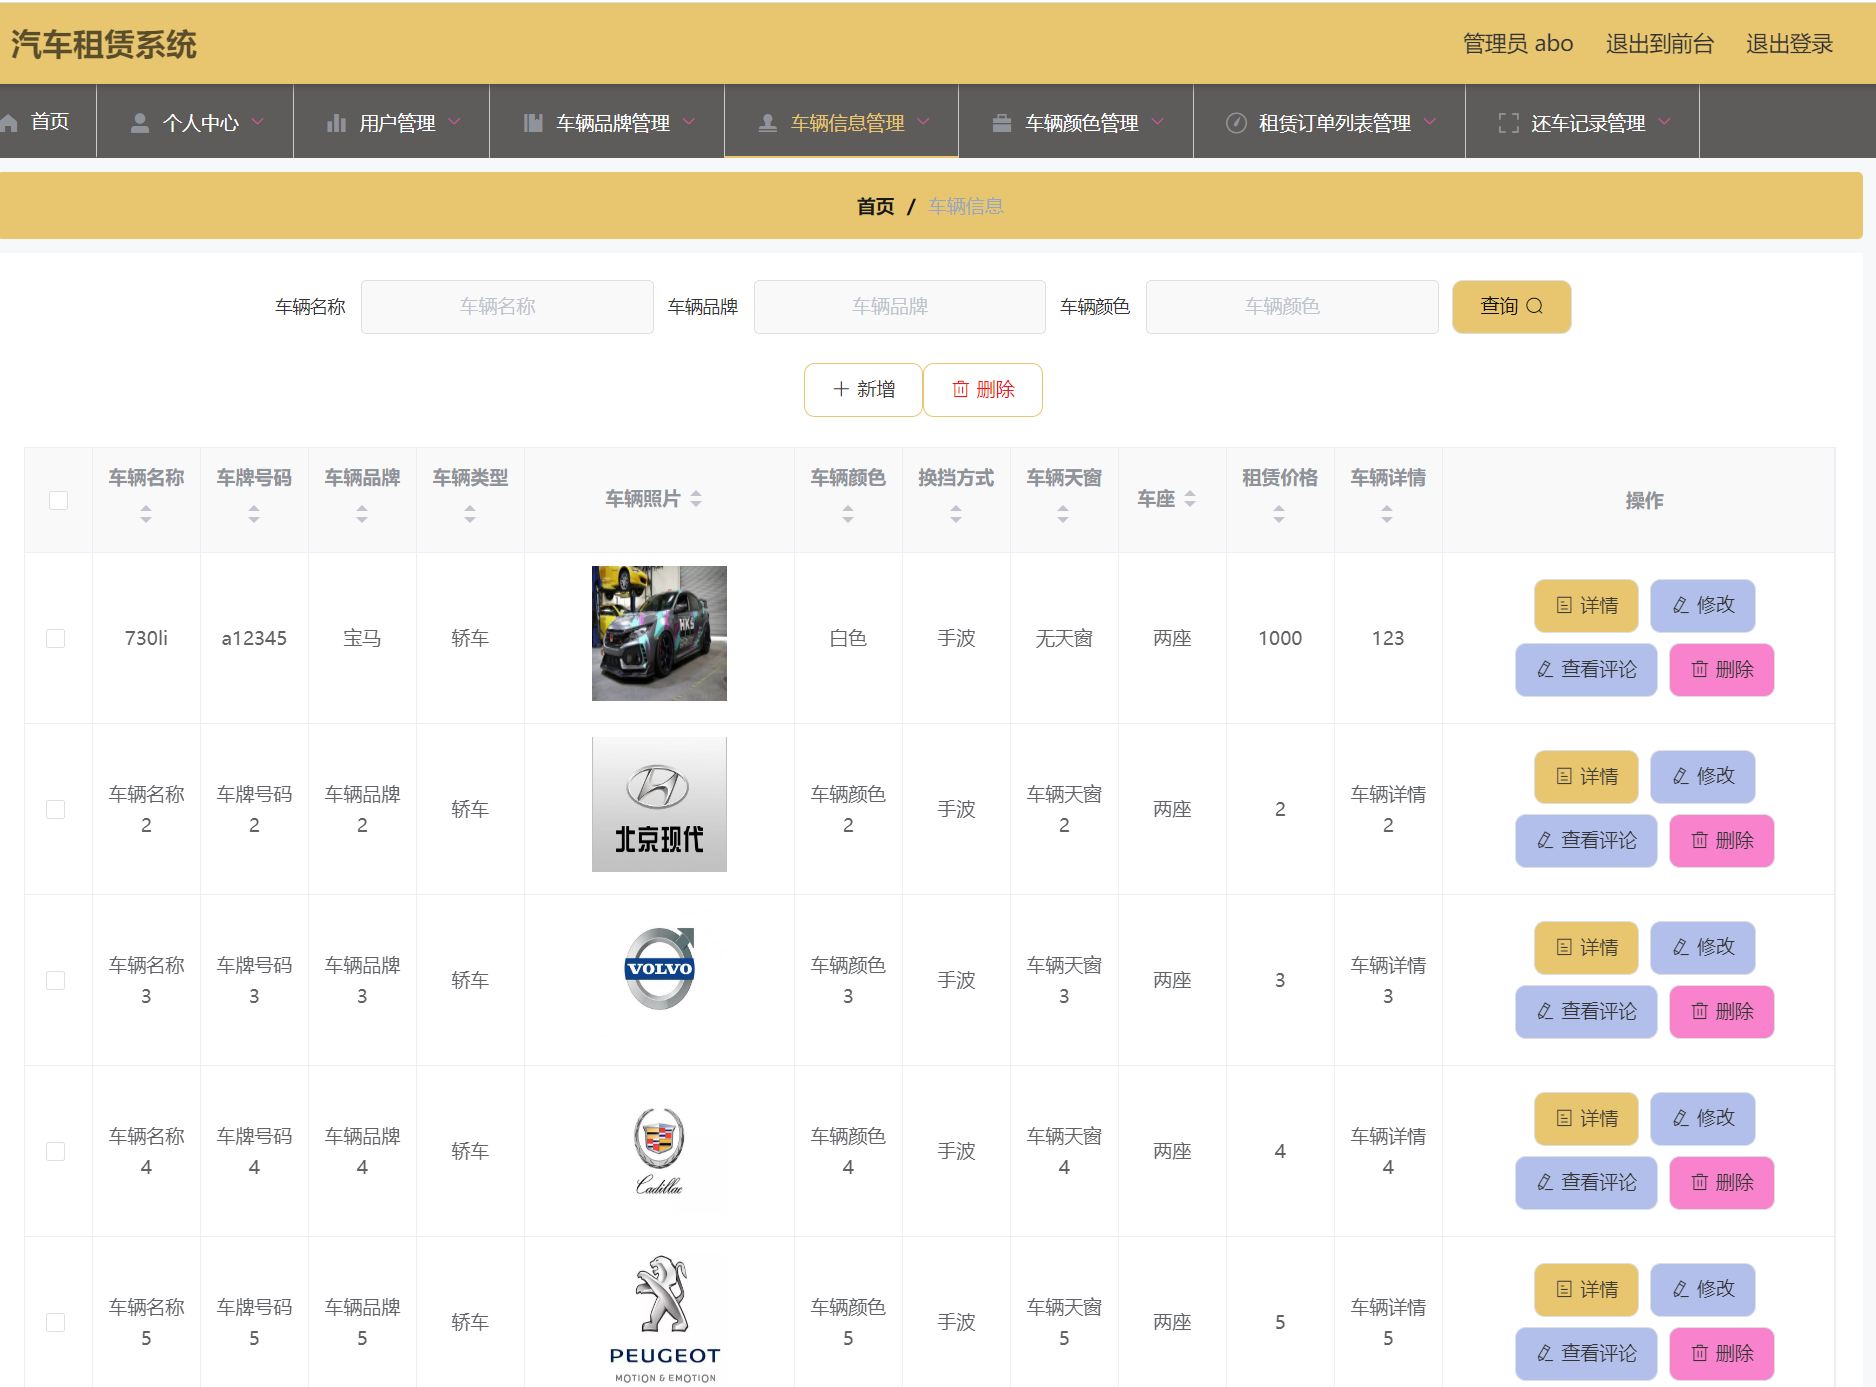 汽车租赁系统
管理员 abo 退出到前台 退出登录
首页 个人中心 用户管理 车辆品牌管理 车辆信息管理 车辆颜色管理 租赁订单列表管理 还车记录管理
首页 / 车辆信息
车辆名称 车辆名称 车辆品牌 车辆品牌 车辆颜色 车辆颜色 查询
新增 删除
车辆名称 车牌号码 车辆品牌 车辆类型 车辆照片 车辆颜色 换挡方式 车辆天窗 车座 租赁价格 车辆详情 操作
730li a12345 宝马 轿车 HKS 白色 手波 无天窗 两座 1000 123 详情 修改
查看评论 删除
车辆名称2 车牌号码2 车辆品牌2 轿车 北京现代 车辆颜色2 手波 车辆天窗2 两座 2 车辆详情2 详情 修改
查看评论 删除
车辆名称3 车牌号码3 车辆品牌3 轿车 VOLVO 车辆颜色3 手波 车辆天窗3 两座 3 车辆详情3 详情 修改
查看评论 删除
车辆名称4 车牌号码4 车辆品牌4 轿车 Cadillac 车辆颜色4 手波 车辆天窗4 两座 4 车辆详情4 详情 修改
查看评论 删除
车辆名称5 车牌号码5 车辆品牌5 轿车 PEUGEOT 车辆颜色5 手波 车辆天窗5 两座 5 车辆详情5 详情 修改
MOTION & EMOTION 查看评论 删除